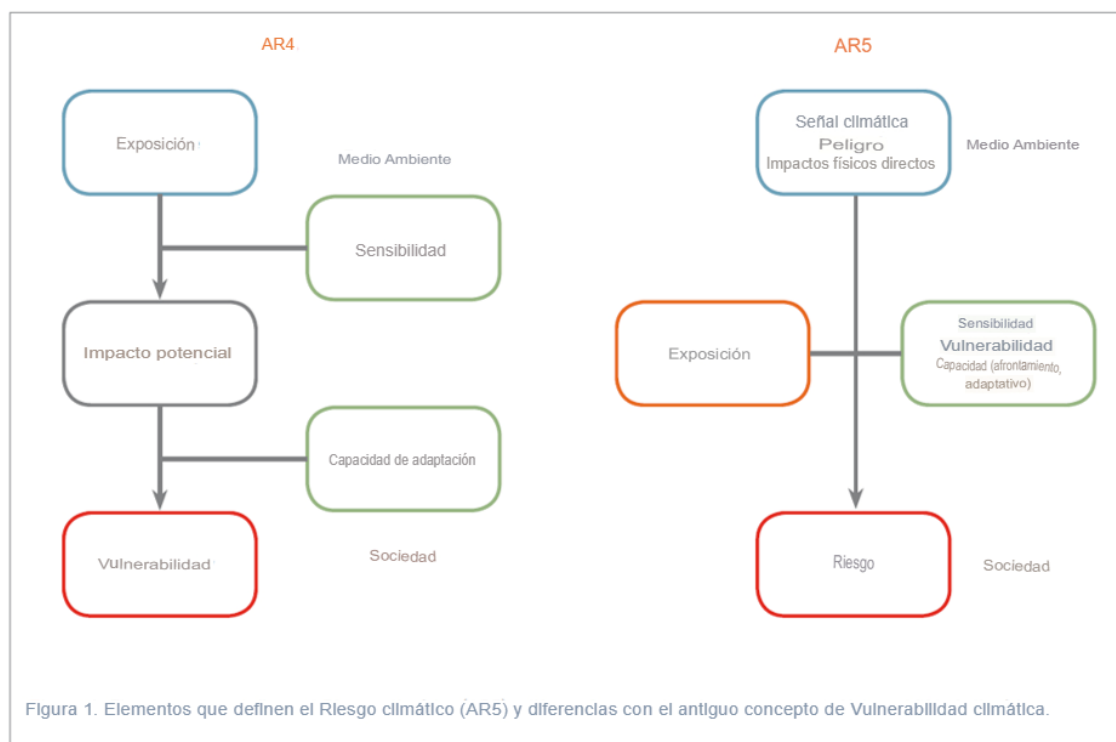 AR4
Exposición
Medio Ambiente
Sensibilidad
Impacto potencial
Capacidad de adaptación
Vulnerabilidad
Sociedad
AR5
Señal climática
Peligro
Impactos físicos directos
Medio Ambiente
Exposición
Sensibilidad
Vulnerabilidad
Capacidad (afrontamiento,
adaptativo)
Riesgo
Sociedad
Figura 1. Elementos que definen el Riesgo climático (AR5) y diferencias con el antiguo concepto de Vulnerabilidad climática.